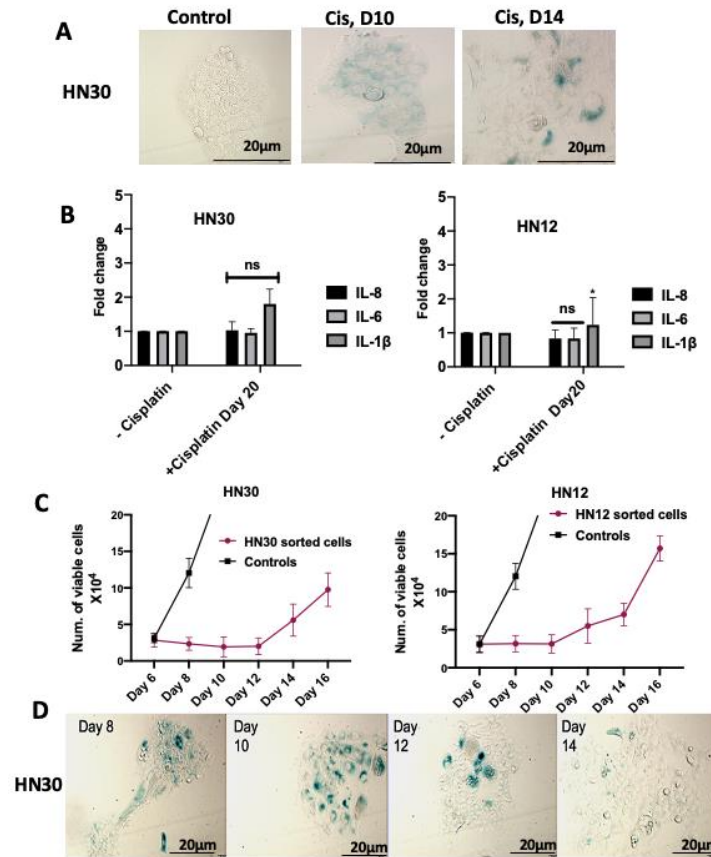 A
Control
Cis, D10
Cis, D14
HN30
20μm
20μm
20μm
B
HN30
Fold change
5
4
3
2
1
0
ns
IL-8
IL-6
IL-1β
- Cisplatin
+Cisplatin Day 20
HN12
Fold change
5
4
3
2
1
0
ns
*
IL-8
IL-6
IL-1β
- Cisplatin
+Cisplatin Day20
C
HN30
Num. of viable cells
X10⁴
20
15
10
5
0
HN30 sorted cells
Controls
Day 6
Day 8
Day 10
Day 12
Day 14
Day 16
HN12
Num. of viable cells
X10⁴
20
15
10
5
0
HN12 sorted cells
Controls
Day 6
Day 8
Day 10
Day 12
Day 14
Day 16
D
HN30
Day 8
20μm
Day
10
20μm
Day
12
20μm
Day
14
20μm